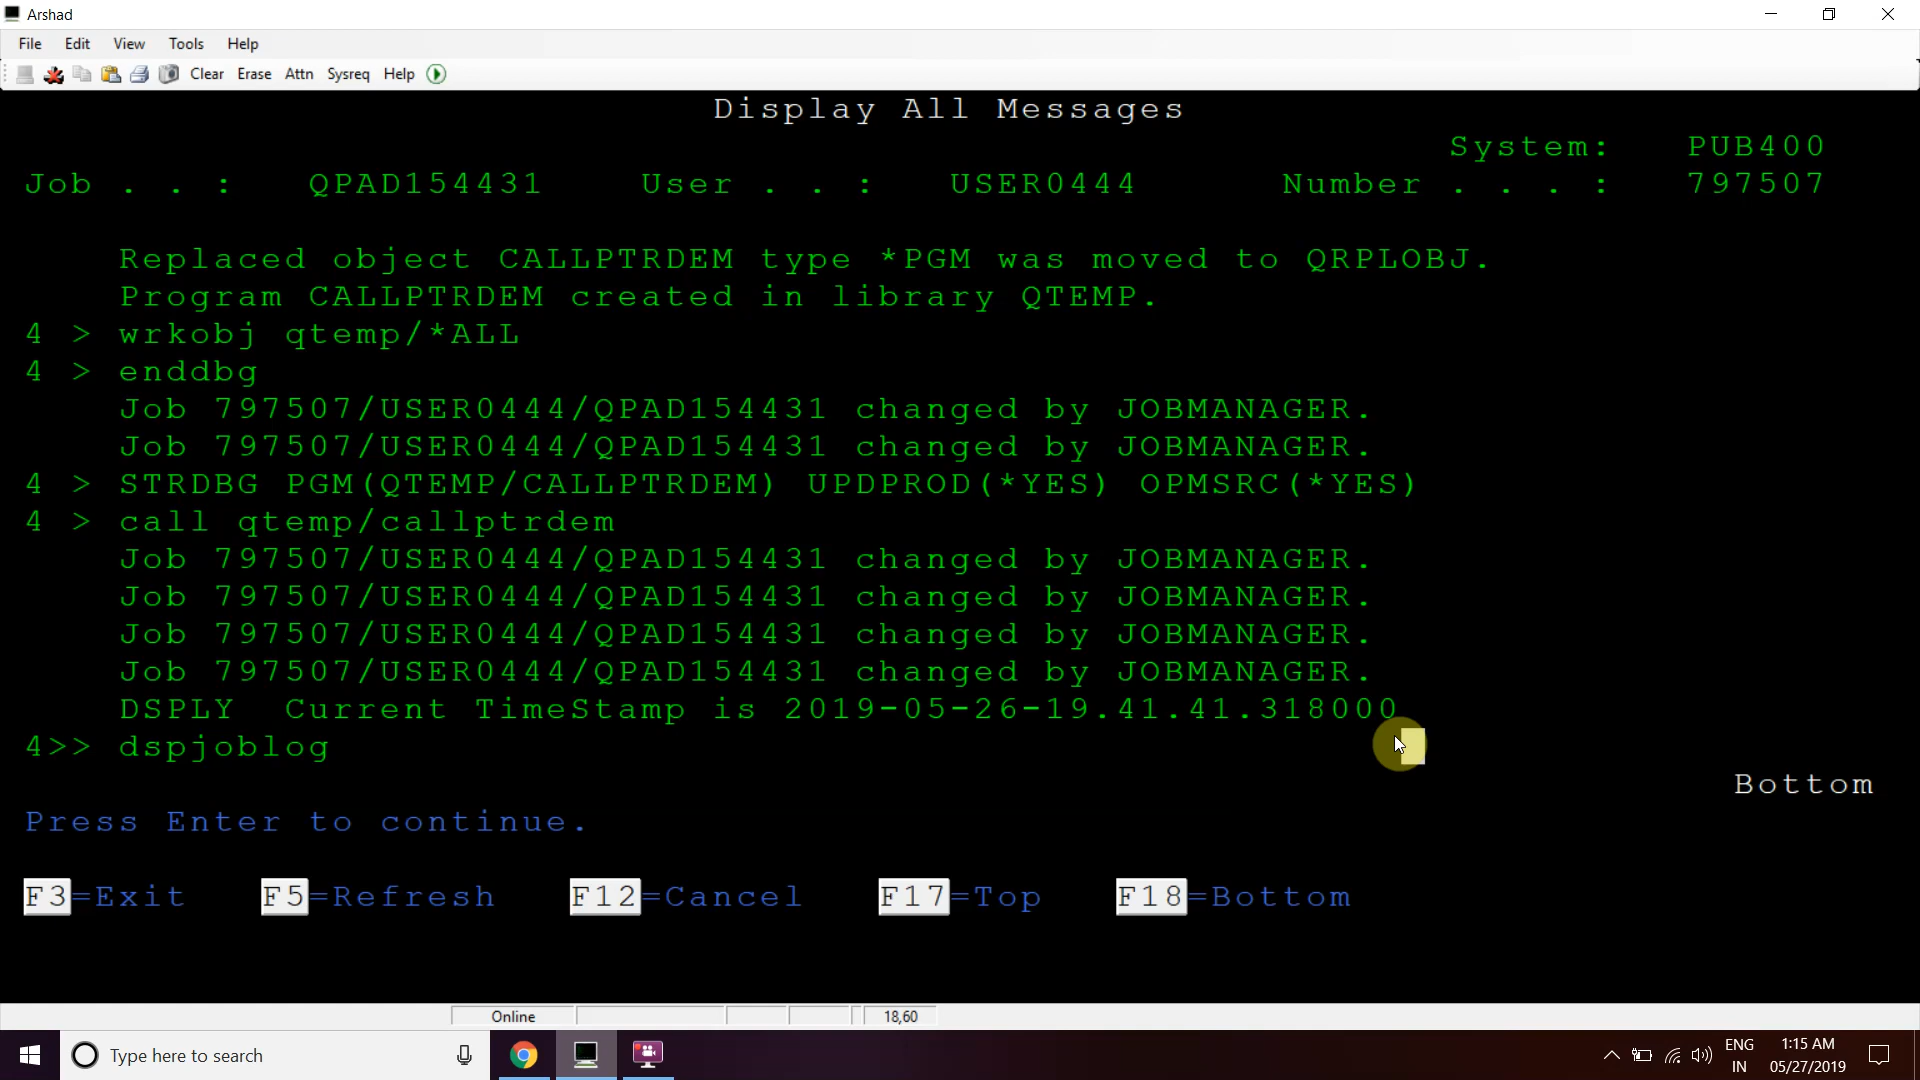 Arshad
File Edit View Tools Help
Clear Erase Attn Sysreq Help
Display All Messages
System: PUB400
Job . . : QPAD154431 User . . : USER0444 Number . . . : 797507
Replaced object CALLPTRDEM type *PGM was moved to QRPLOBJ.
Program CALLPTRDEM created in library QTEMP.
4 > wrkobj qtemp/*ALL
4 > enddbg
Job 797507/USER0444/QPAD154431 changed by JOBMANAGER.
Job 797507/USER0444/QPAD154431 changed by JOBMANAGER.
4 > STRDBG PGM(QTEMP/CALLPTRDEM) UPDPROD(*YES) OPMSRC(*YES)
4 > call qtemp/callptrdem
Job 797507/USER0444/QPAD154431 changed by JOBMANAGER.
Job 797507/USER0444/QPAD154431 changed by JOBMANAGER.
Job 797507/USER0444/QPAD154431 changed by JOBMANAGER.
Job 797507/USER0444/QPAD154431 changed by JOBMANAGER.
DSPLY Current TimeStamp is 2019-05-26-19.41.41.318000
4>> dspjoblog
Bottom
Press Enter to continue.
F3=Exit F5=Refresh F12=Cancel F17=Top F18=Bottom
Online 18,60
Type here to search
ENG 1:15 AM
IN 05/27/2019